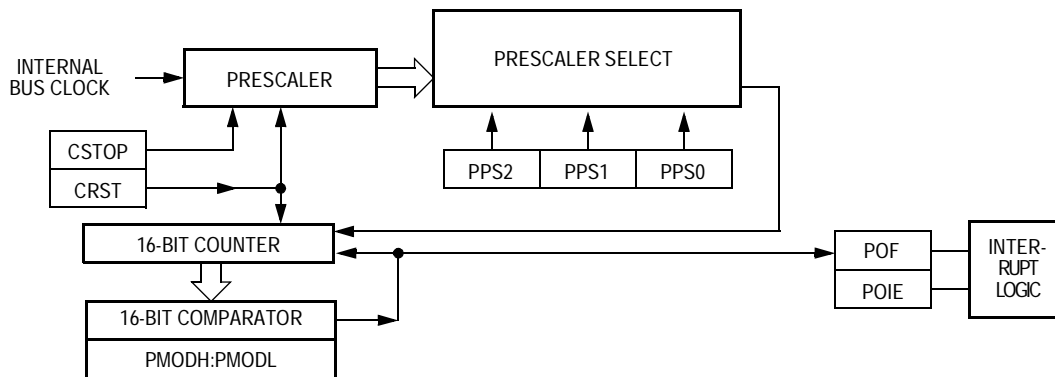 INTERNAL
BUS CLOCK
PRESCALER
PRESCALER SELECT
CSTOP
CRST
PPS2
PPS1
PPS0
16-BIT COUNTER
16-BIT COMPARATOR
PMODH:PMODL
POF
POIE
INTER-
RUPT
LOGIC